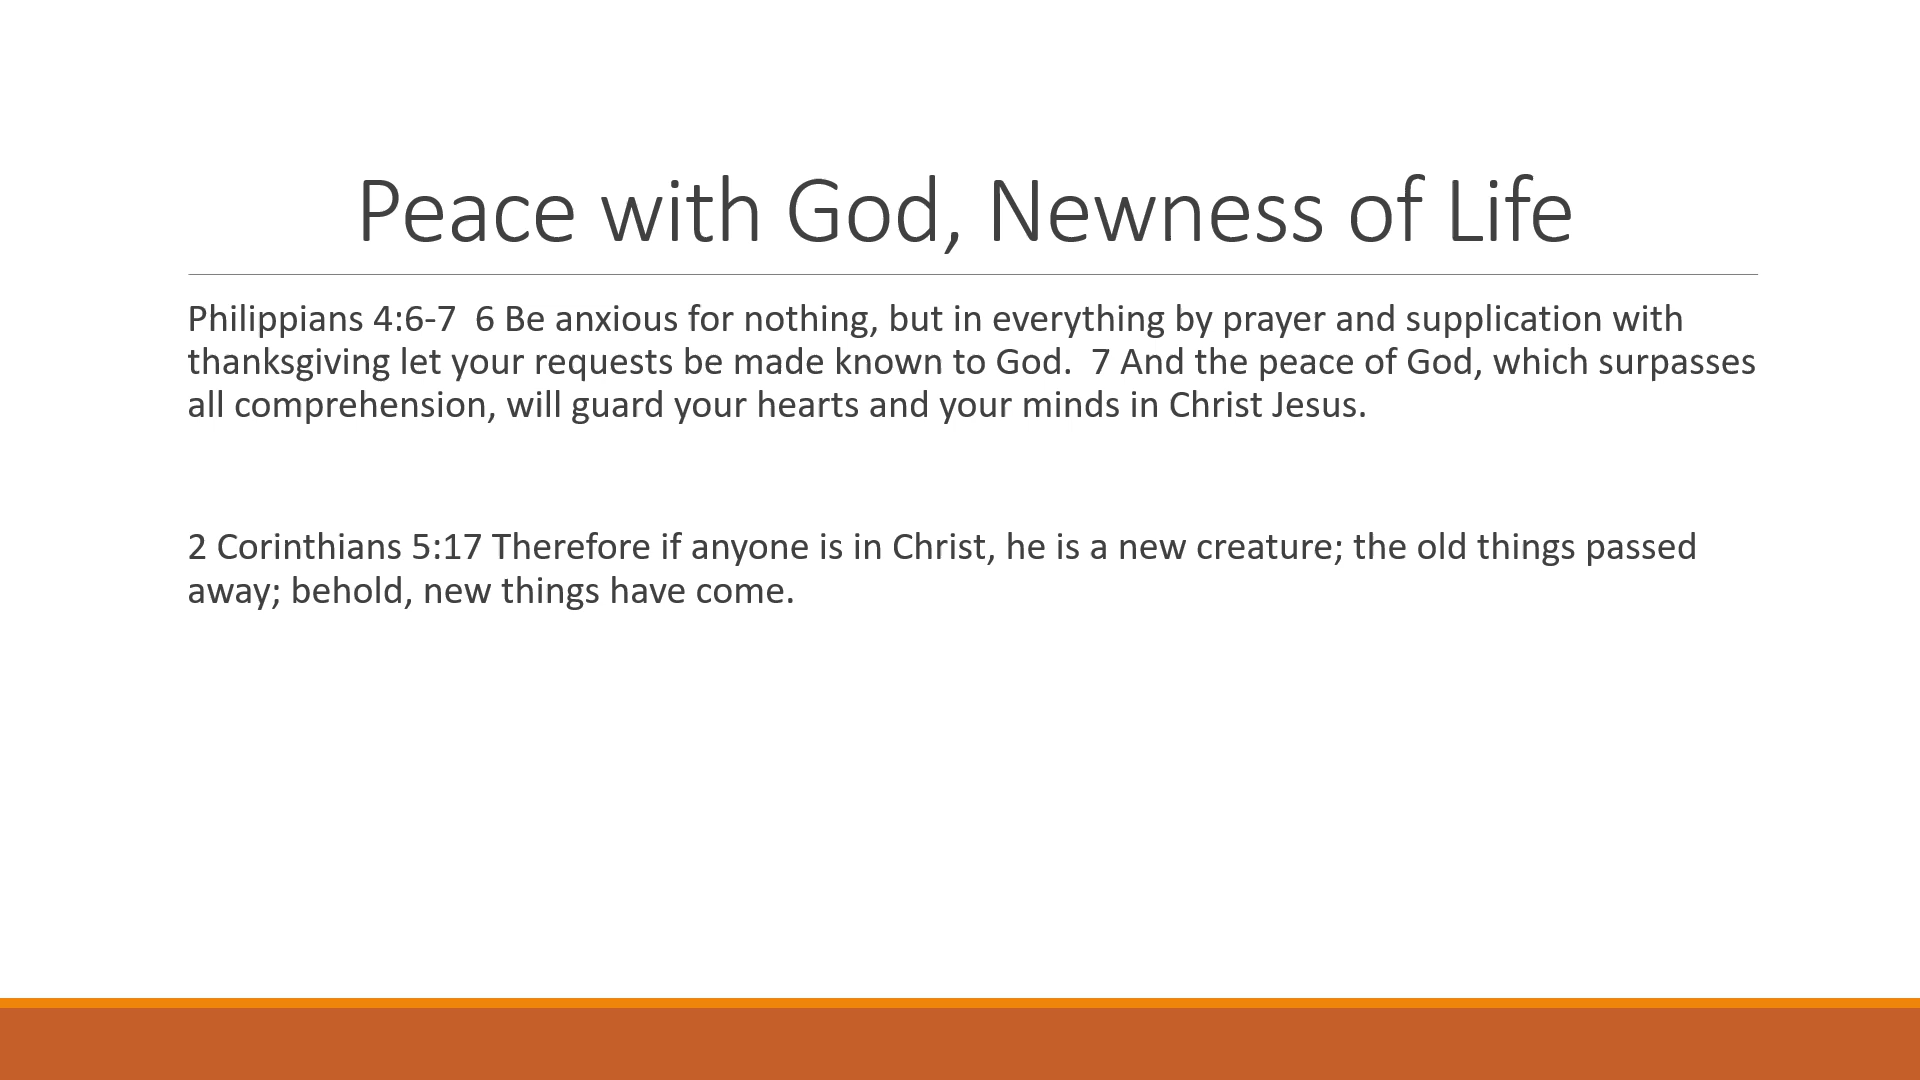 Peace with God, Newness of Life
Philippians 4:6-7  6 Be anxious for nothing, but in everything by prayer and supplication with
thanksgiving let your requests be made known to God.  7 And the peace of God, which surpasses
all comprehension, will guard your hearts and your minds in Christ Jesus.
2 Corinthians 5:17 Therefore if anyone is in Christ, he is a new creature; the old things passed
away; behold, new things have come.